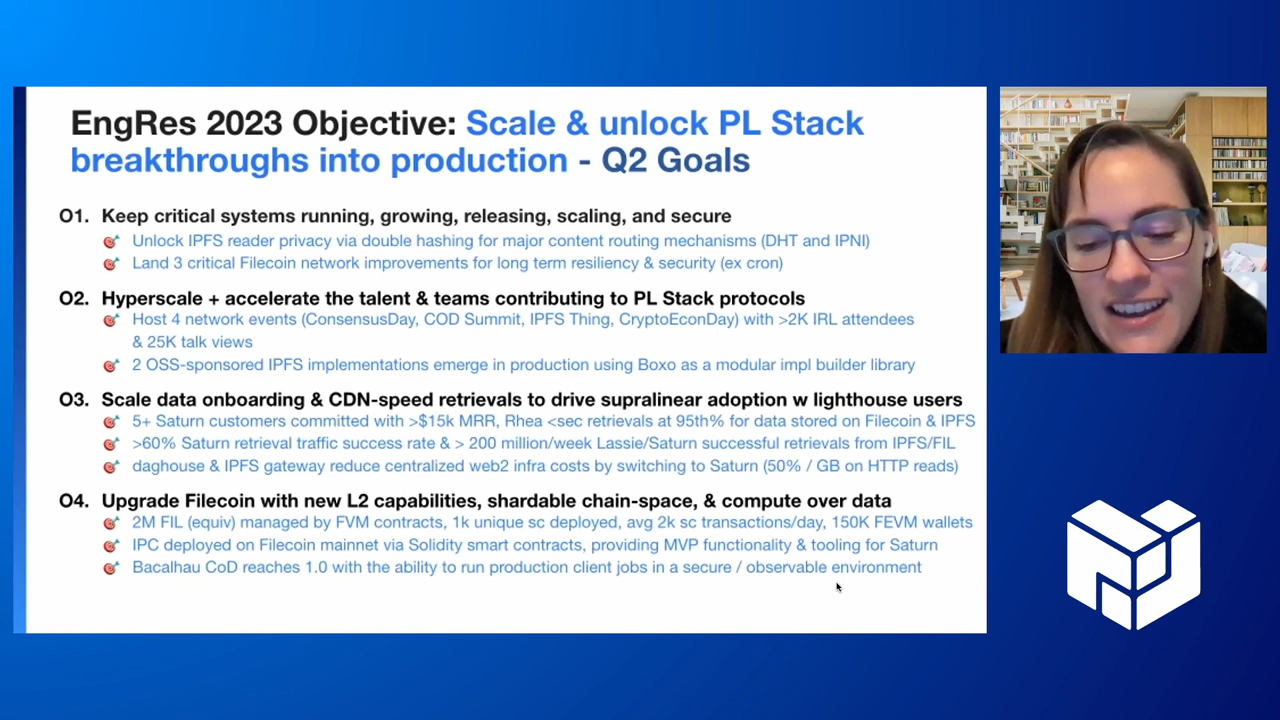 EngRes 2023 Objective: Scale & unlock PL Stack
breakthroughs into production - Q2 Goals
O1. Keep critical systems running, growing, releasing, scaling, and secure
Unlock IPFS reader privacy via double hashing for major content routing mechanisms (DHT and IPNI)
Land 3 critical Filecoin network improvements for long term resiliency & security (ex cron)
O2. Hyperscale + accelerate the talent & teams contributing to PL Stack protocols
Host 4 network events (ConsensusDay, COD Summit, IPFS Thing, CryptoEconDay) with >2K IRL attendees
& 25K talk views
2 OSS-sponsored IPFS implementations emerge in production using Boxo as a modular impl builder library
O3. Scale data onboarding & CDN-speed retrievals to drive supralinear adoption w lighthouse users
5+ Saturn customers committed with >$15k MRR, Rhea <sec retrievals at 95th% for data stored on Filecoin & IPFS
>60% Saturn retrieval traffic success rate & > 200 million/week Lassie/Saturn successful retrievals from IPFS/FIL
daghouse & IPFS gateway reduce centralized web2 infra costs by switching to Saturn (50% / GB on HTTP reads)
O4. Upgrade Filecoin with new L2 capabilities, shardable chain-space, & compute over data
2M FIL (equiv) managed by FVM contracts, 1k unique sc deployed, avg 2k sc transactions/day, 150K FEVM wallets
IPC deployed on Filecoin mainnet via Solidity smart contracts, providing MVP functionality & tooling for Saturn
Bacalhau CoD reaches 1.0 with the ability to run production client jobs in a secure / observable environment